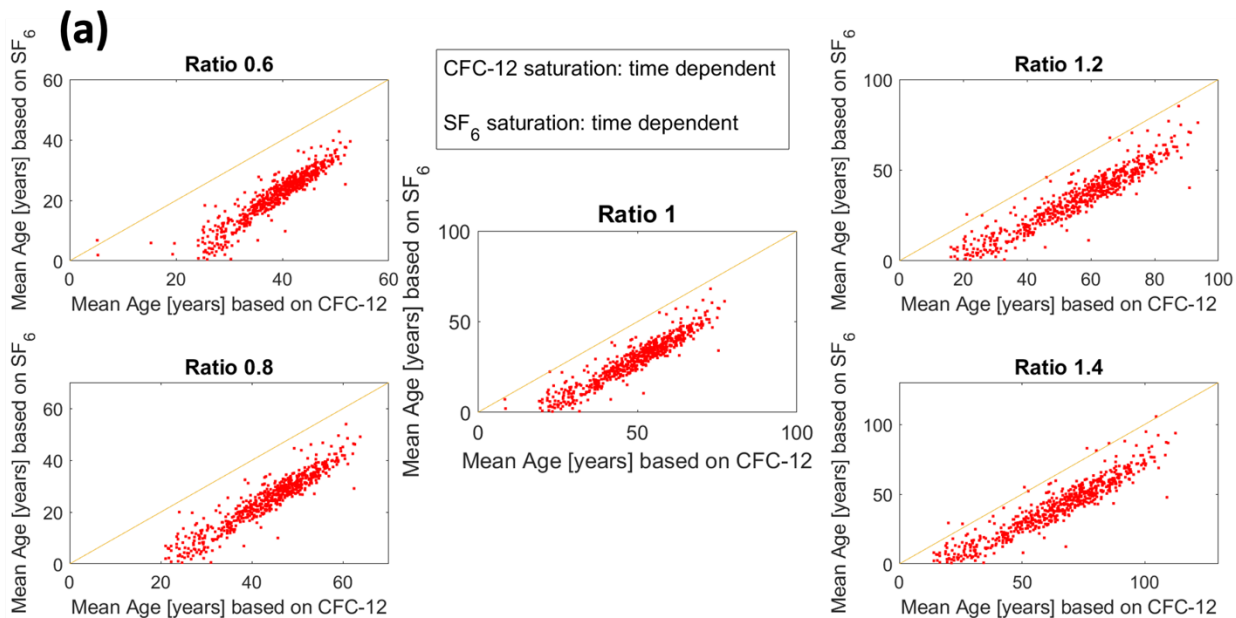 (a)
Ratio 0.6
Mean Age [years] based on SF6
60
40
20
0
0 20 40 60
Mean Age [years] based on CFC-12
CFC-12 saturation: time dependent
SF6 saturation: time dependent
Ratio 1.2
Mean Age [years] based on SF6
100
50
0
0 20 40 60 80 100
Mean Age [years] based on CFC-12
Ratio 1
Mean Age [years] based on SF6
100
50
0
0 50 100
Mean Age [years] based on CFC-12
Ratio 0.8
Mean Age [years] based on SF6
60
40
20
0
0 20 40 60
Mean Age [years] based on CFC-12
Ratio 1.4
Mean Age [years] based on SF6
100
50
0
0 50 100
Mean Age [years] based on CFC-12